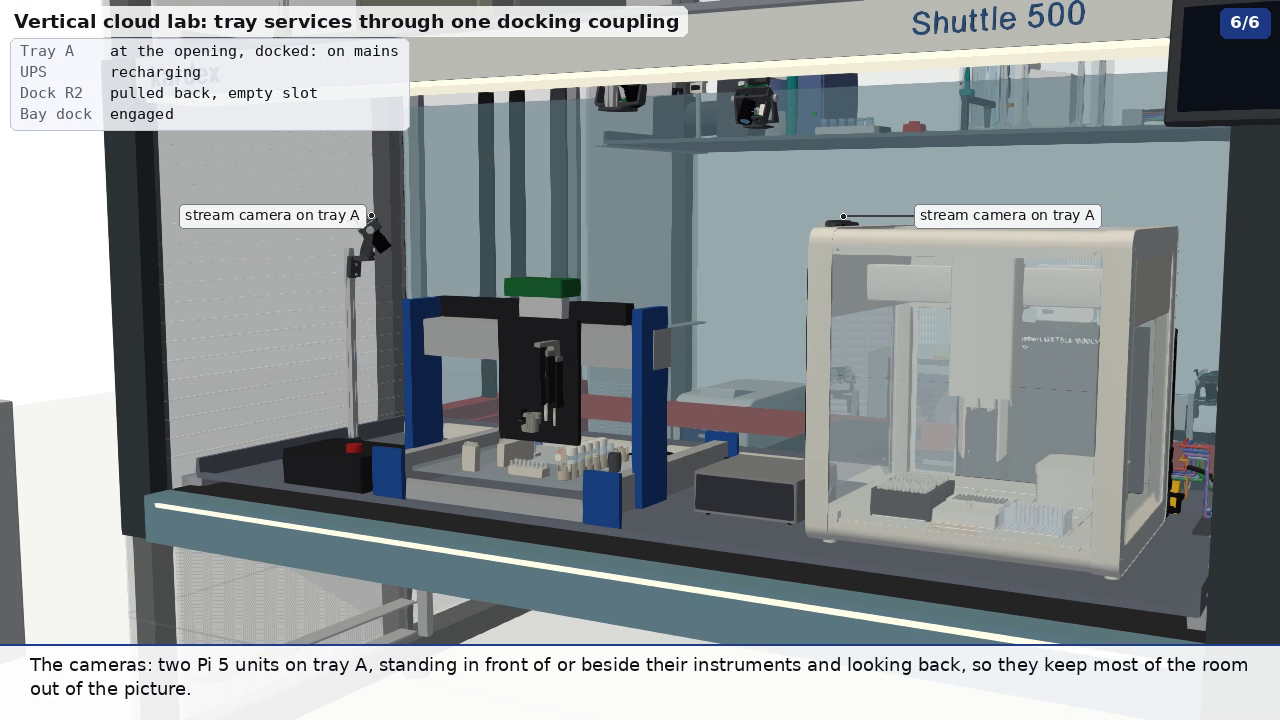 Vertical cloud lab: tray services through one docking coupling
6/6
Shuttle 500
Tray A at the opening, docked: on mains
UPS recharging
Dock R2 pulled back, empty slot
Bay dock engaged
stream camera on tray A
stream camera on tray A
The cameras: two Pi 5 units on tray A, standing in front of or beside their instruments and looking back, so they keep most of the room
out of the picture.